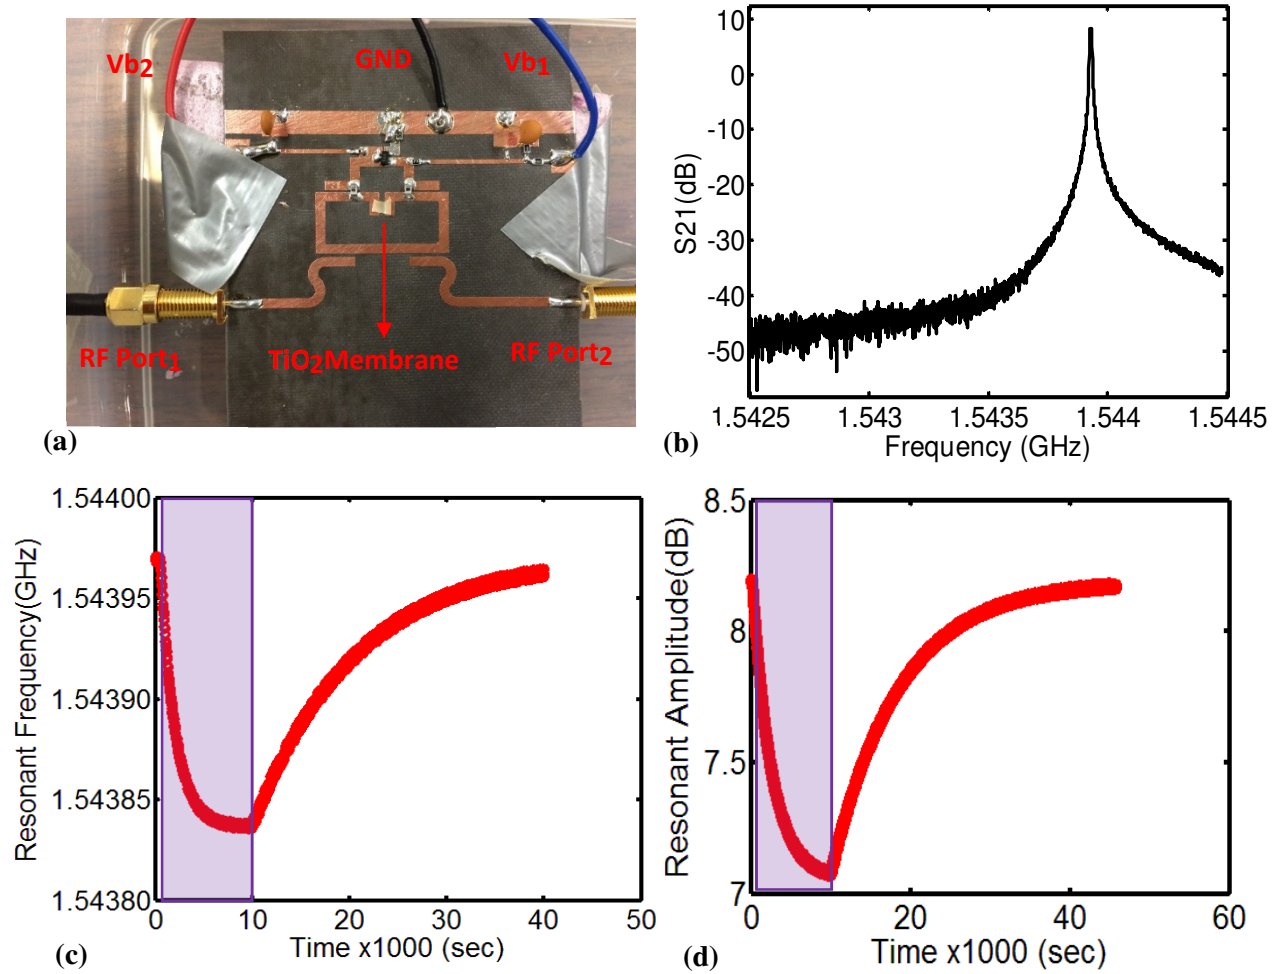 Vb2
GND
Vb1
RF Port1
TiO2Membrane
RF Port2
(a)
10
0
-10
-20
-30
-40
-50
S21(dB)
1.5425
1.543
1.5435
1.544
1.5445
Frequency (GHz)
(b)
1.54400
1.54395
1.54390
1.54385
1.54380
Resonant Frequency(GHz)
0
10
20
30
40
50
Time x1000 (sec)
(c)
8.5
8
7.5
7
Resonant Amplitude(dB)
0
20
40
60
Time x1000 (sec)
(d)